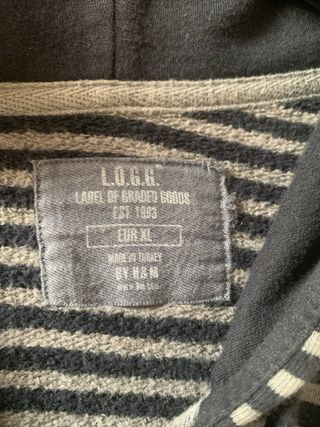 L.O.G.G.
LABEL OF GRADED GOODS
EST. 1993
EUR XL
MADE IN TURKEY
BY H&M